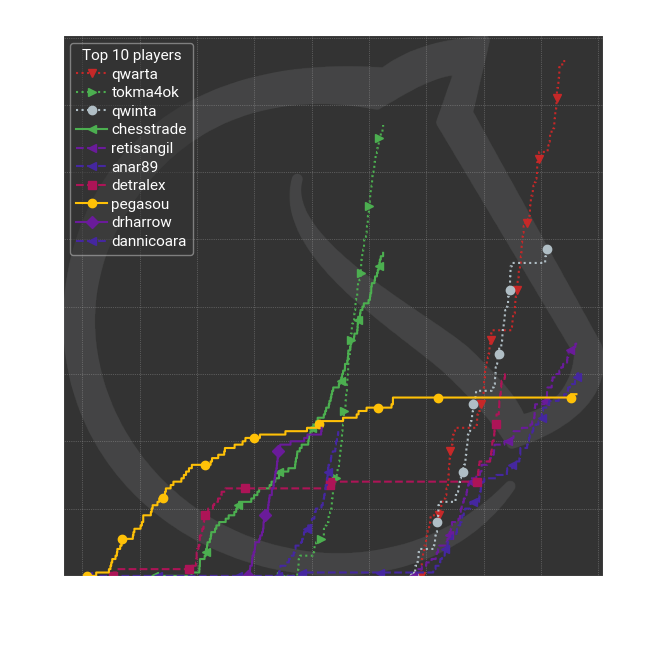 Top 10 players
qwarta
tokma4ok
qwinta
chesstrade
retisangil
anar89
detralex
pegasou
drharrow
dannicoara